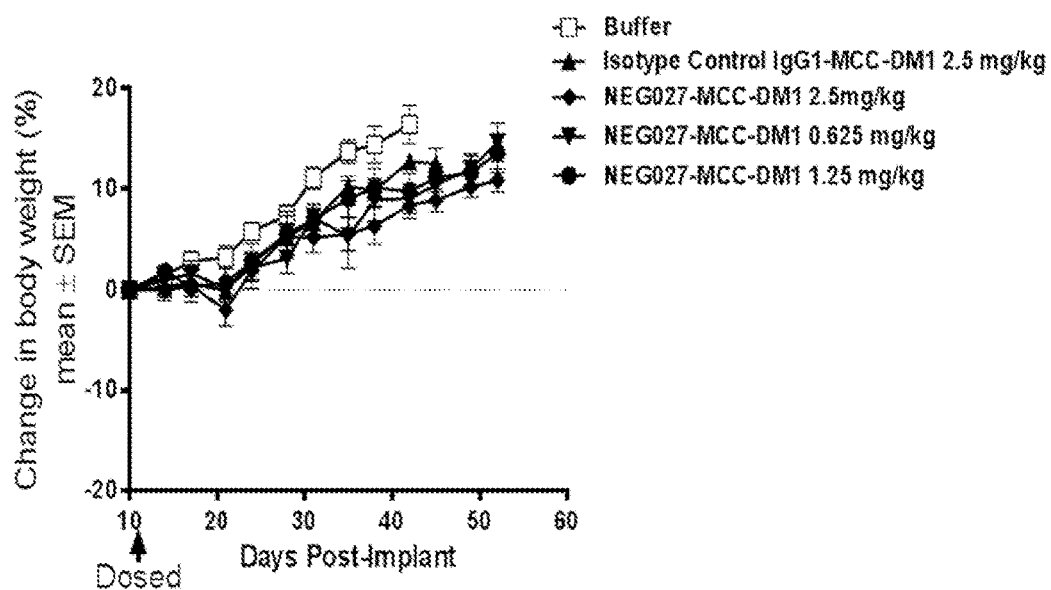 Buffer
Isotype Control IgG1-MCC-DM1 2.5 mg/kg
NEG027-MCC-DM1 2.5mg/kg
NEG027-MCC-DM1 0.625 mg/kg
NEG027-MCC-DM1 1.25 mg/kg
Change in body weight (%)
mean ± SEM
20
10
0
-10
-20
10 20 30 40 50 60
Days Post-Implant
Dosed